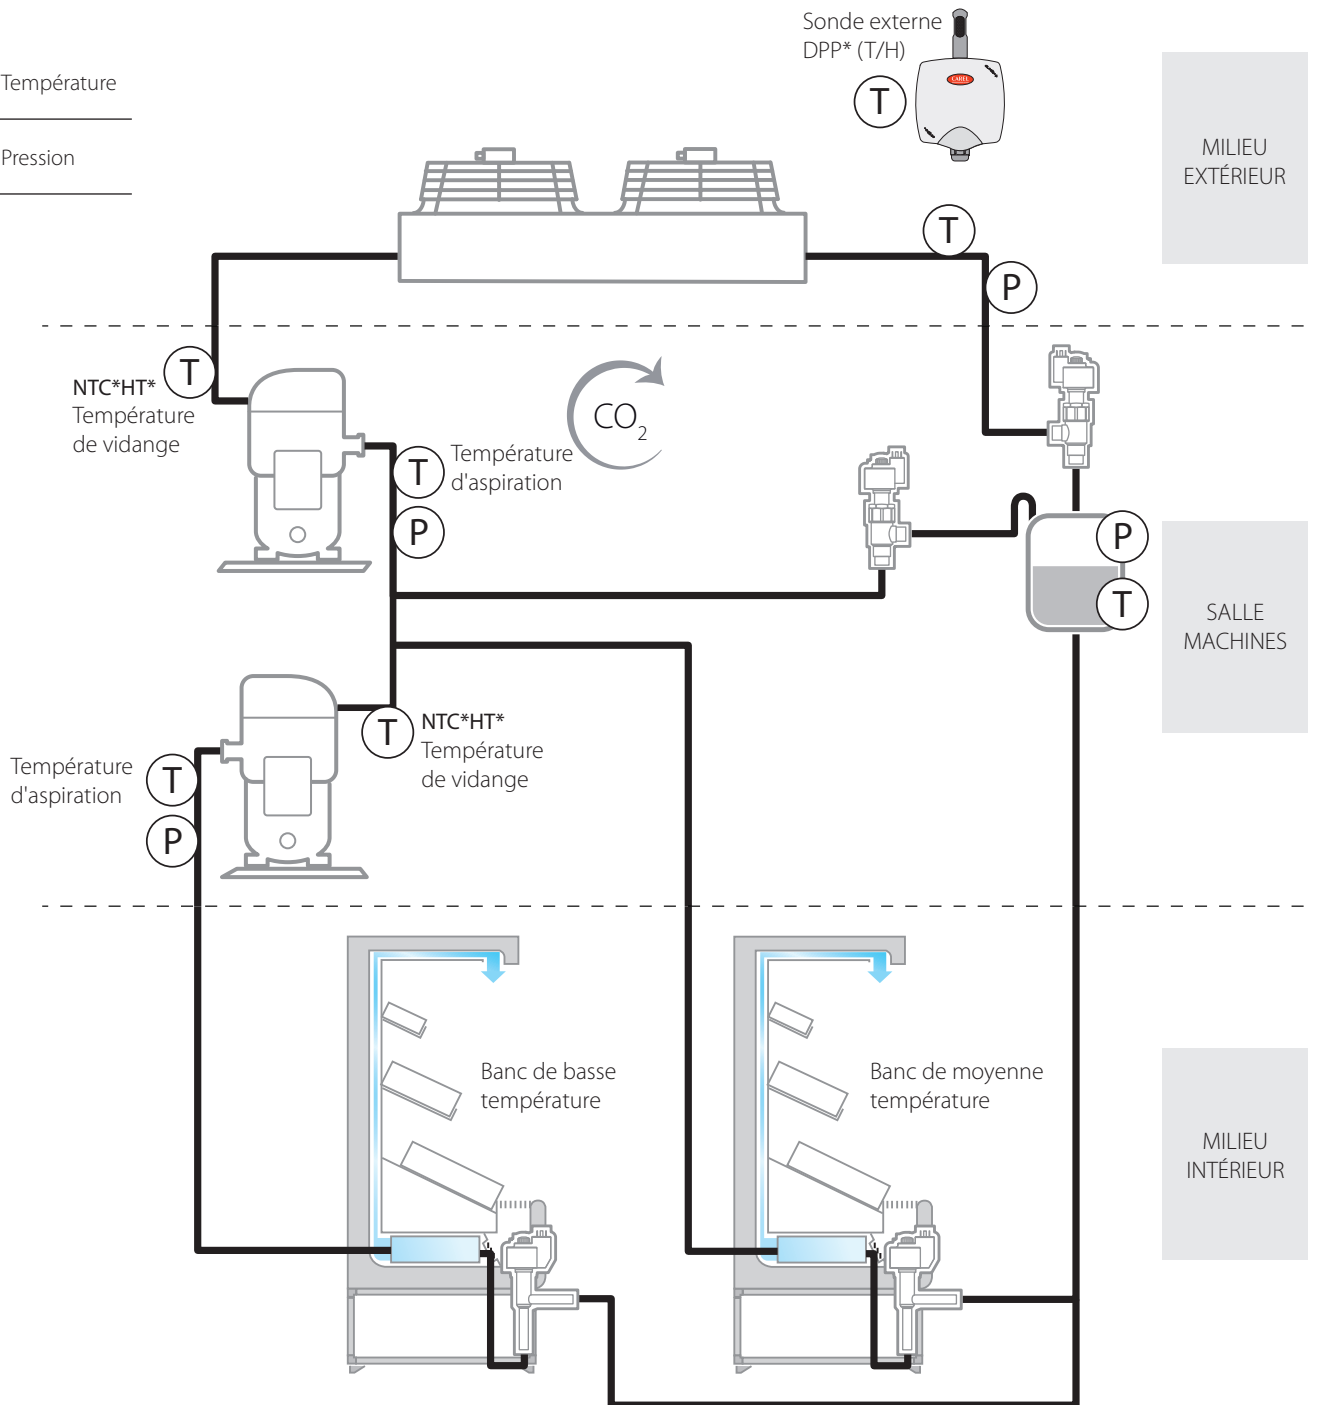 Sonde externe
DPP* (T/H)
T
CAREL
Température
Pression
MILIEU
EXTÉRIEUR
T
P
T
NTC*HT*
Température
de vidange
CO2
T
Température
d'aspiration
P
P
T
SALLE
MACHINES
T
NTC*HT*
Température
de vidange
Température
d'aspiration
T
P
Banc de basse
température
Banc de moyenne
température
MILIEU
INTÉRIEUR